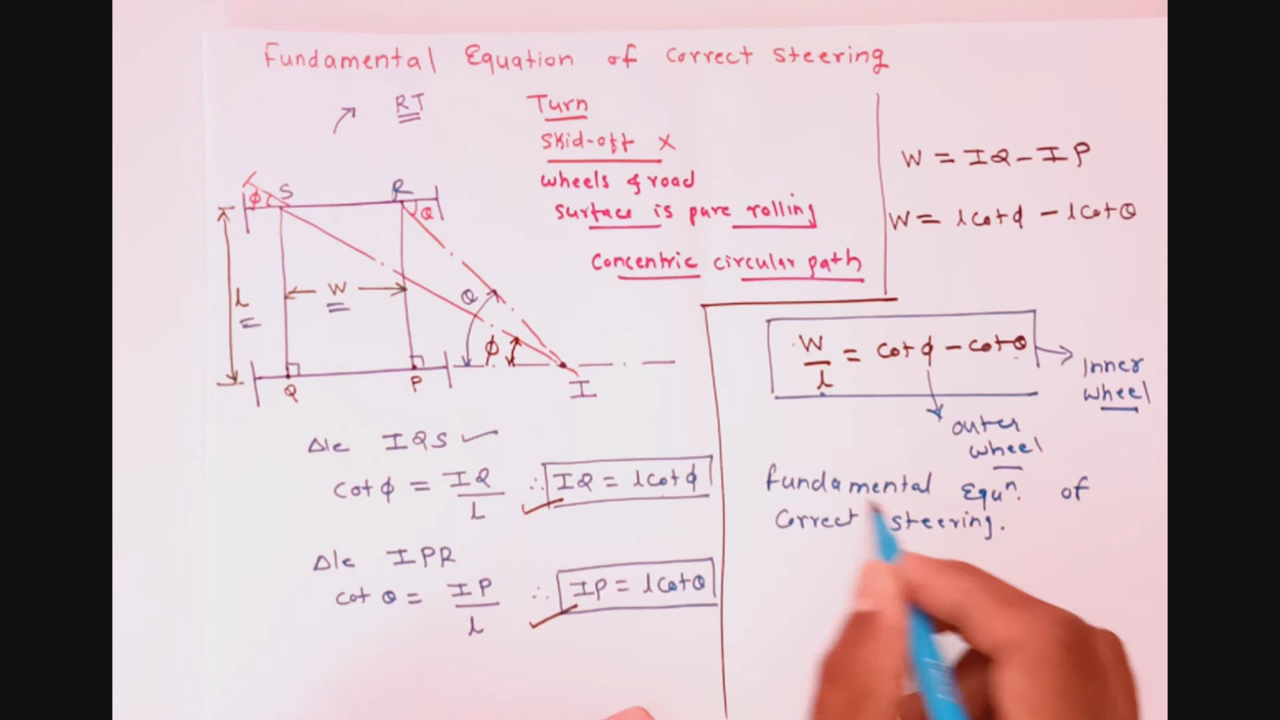 Fundamental Equation of Correct Steering
RT
Turn
Skid-off X
wheels & road
Surface is pure rolling
Concentric circular path
ϕ S R θ
l
w
θ
ϕ
Q P I
Δle IQS ✓
cot ϕ = IQ / L ∴ IQ = l cot ϕ
Δle IPR
cot θ = IP / l ∴ IP = l cot θ
W = IQ - IP
W = l cot ϕ - l cot θ
W / l = cot ϕ - cot θ
Inner
wheel
outer
wheel
fundamental Equn. of
Correct steering.